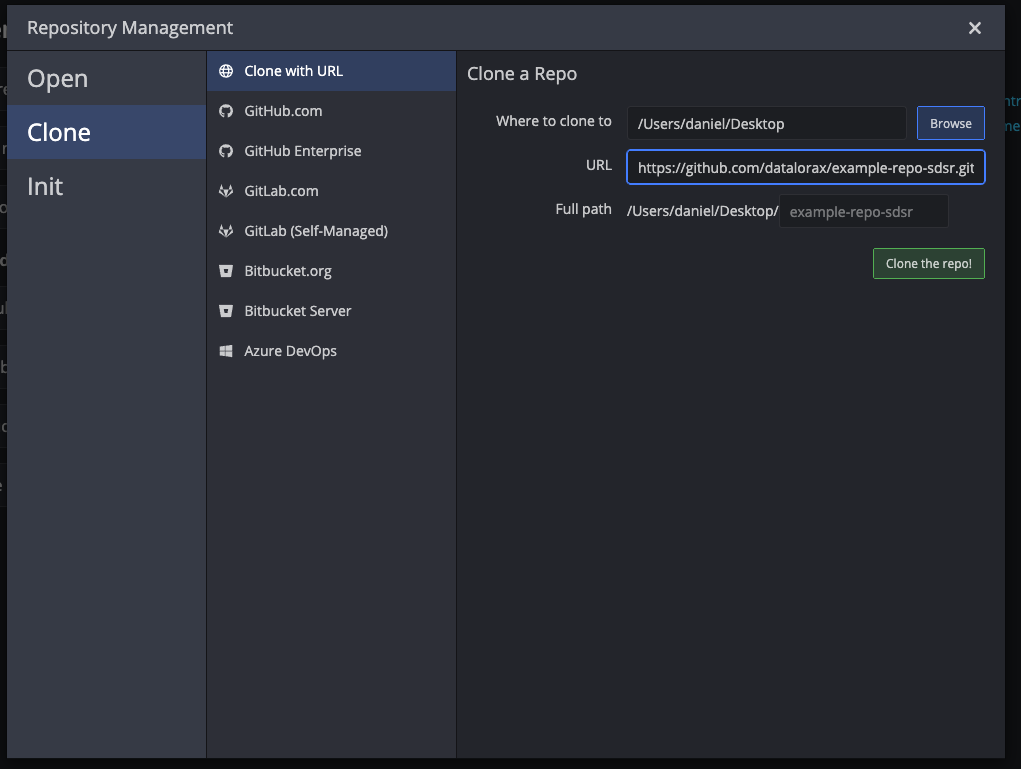 Repository Management
Open
Clone
Init
Clone with URL
GitHub.com
GitHub Enterprise
GitLab.com
GitLab (Self-Managed)
Bitbucket.org
Bitbucket Server
Azure DevOps
Clone a Repo
Where to clone to /Users/daniel/Desktop Browse
URL https://github.com/datalorax/example-repo-sdsr.git
Full path /Users/daniel/Desktop/ example-repo-sdsr
Clone the repo!